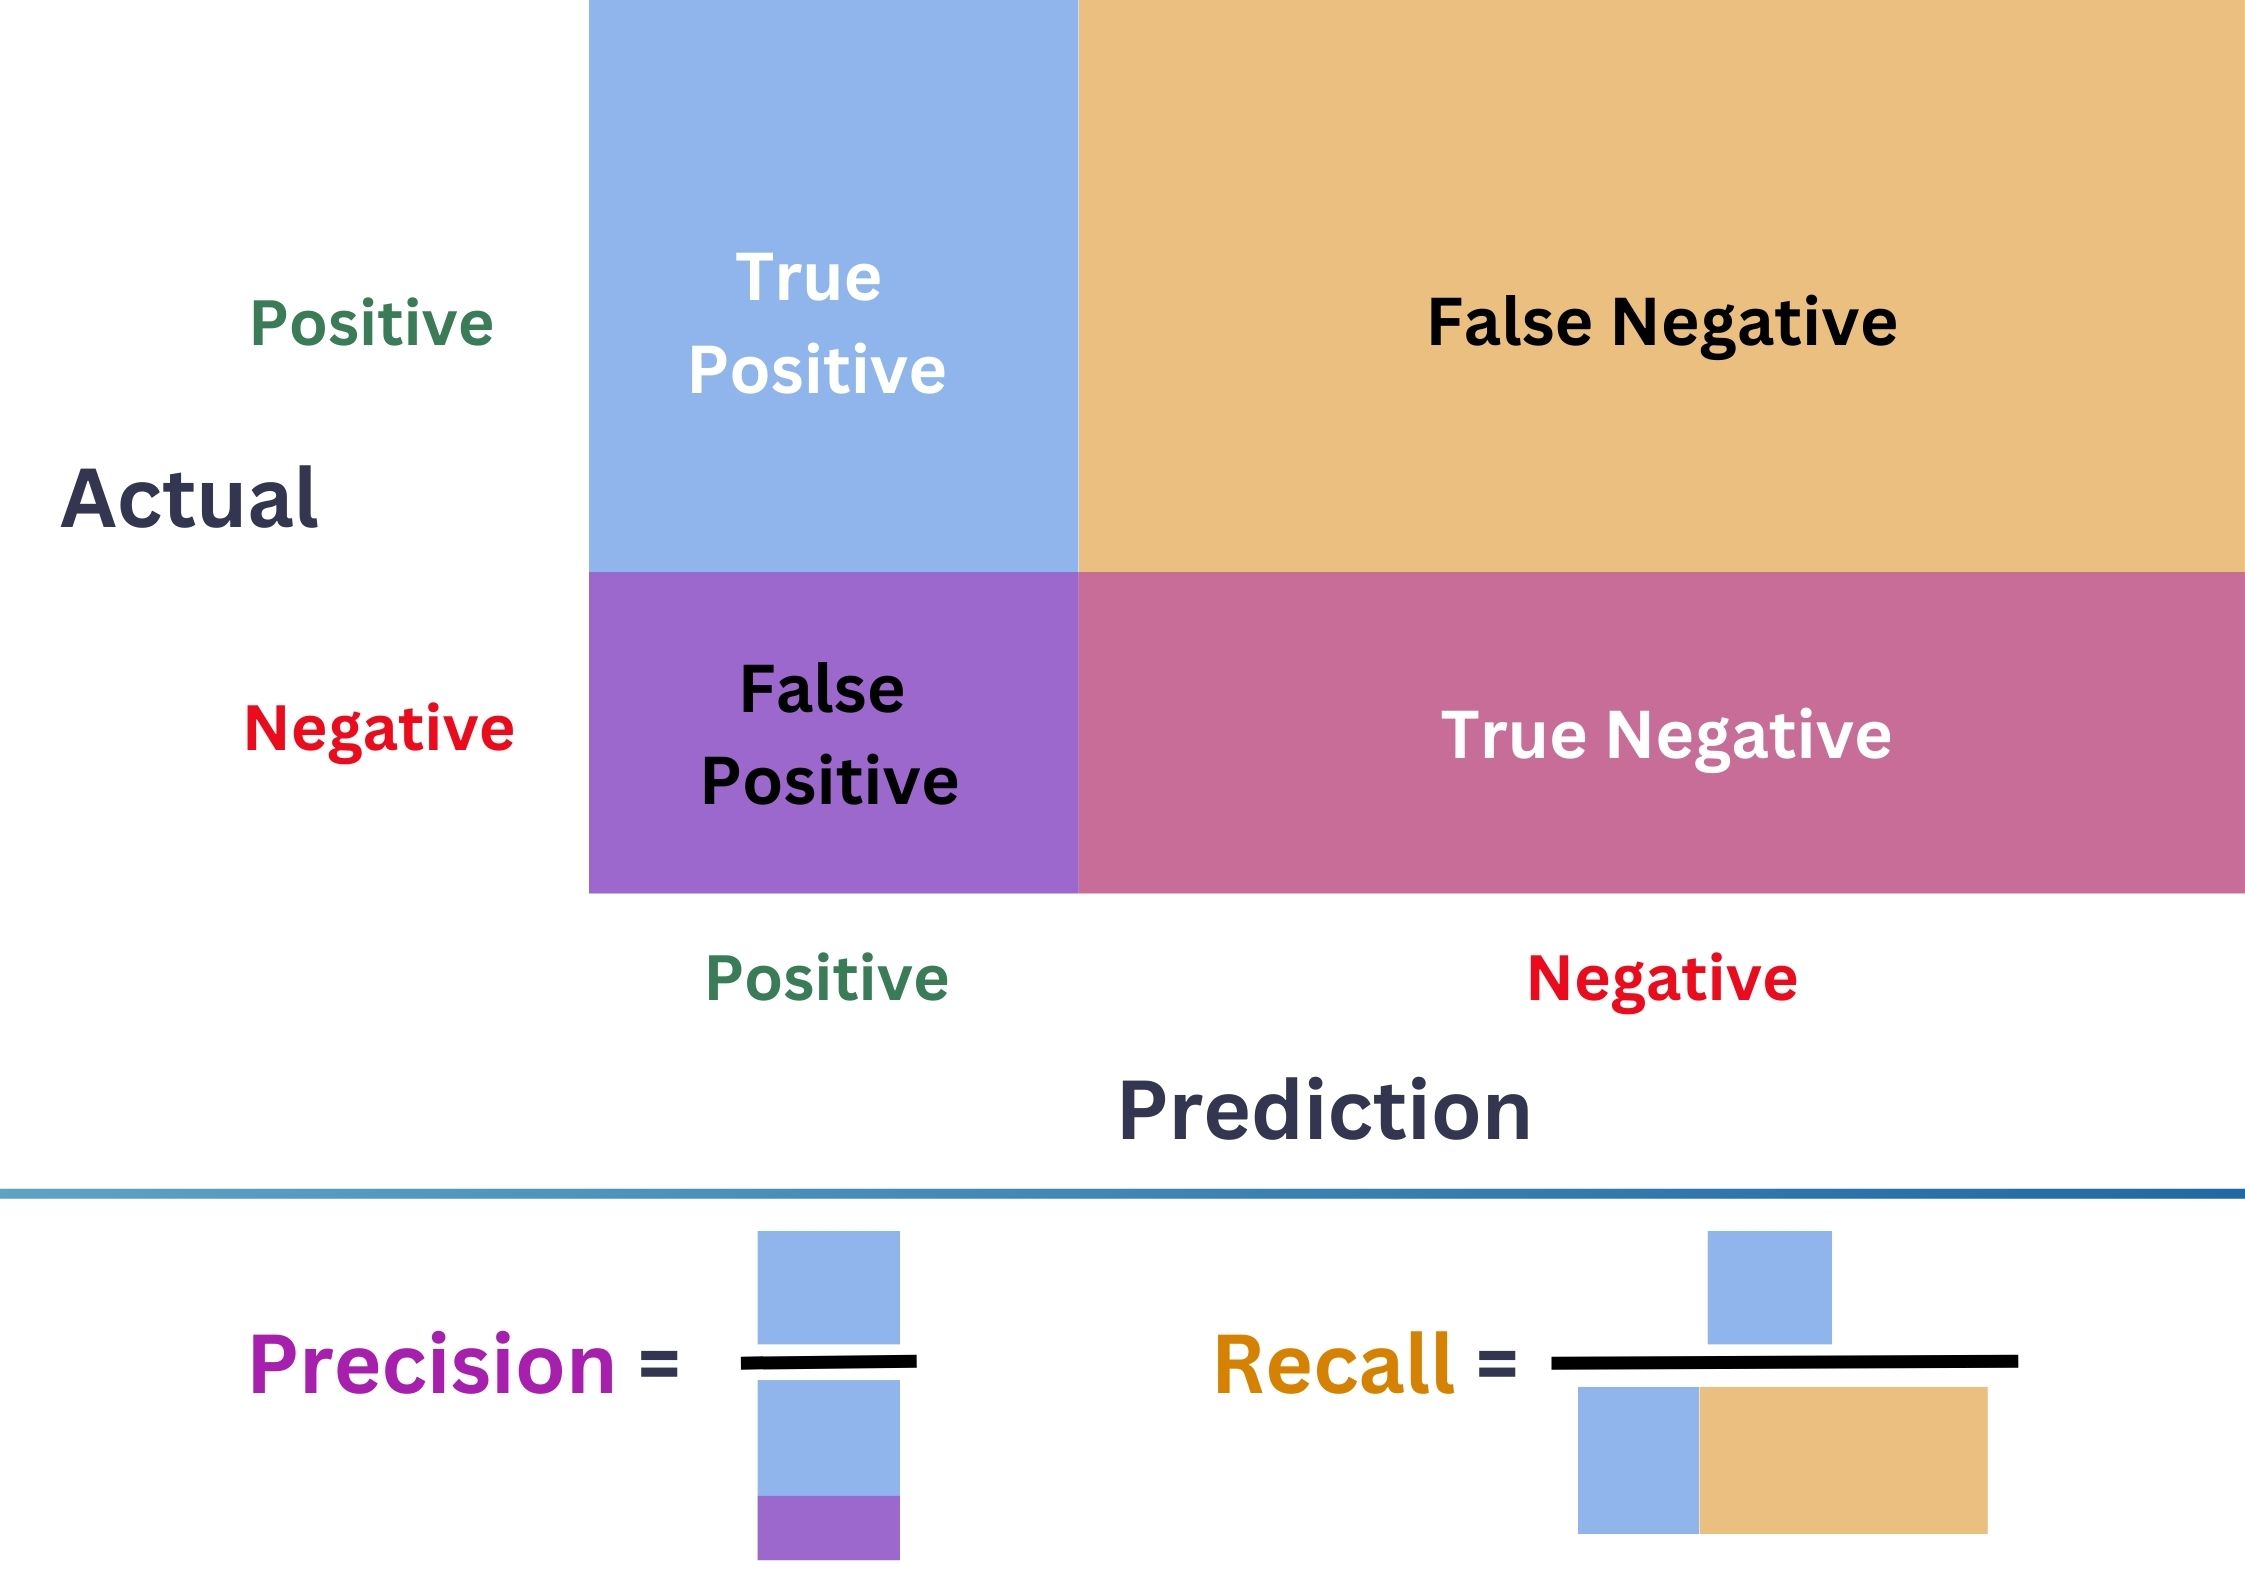 True
Positive
Positive
False Negative
Actual
False
Positive
Negative
True Negative
Positive
Negative
Prediction
Precision =
Recall =